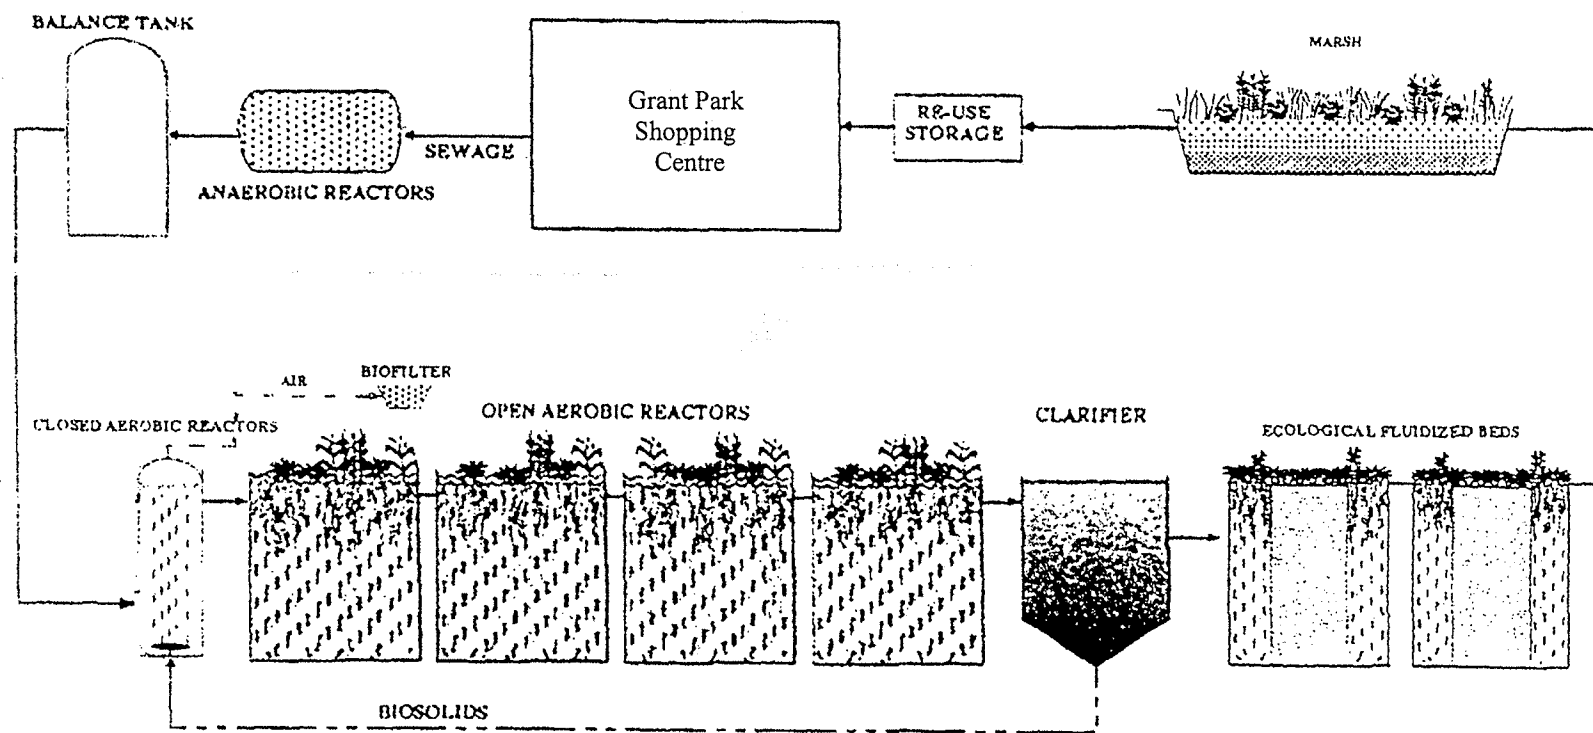 BALANCE TANK
MARSH
Grant Park
Shopping
Centre
RE-USE
STORAGE
SEWAGE
ANAEROBIC REACTORS
BIOFILTER
AIR
OPEN AEROBIC REACTORS
CLARIFIER
CLOSED AEROBIC REACTORS
ECOLOGICAL FLUIDIZED BEDS
BIOSOLIDS